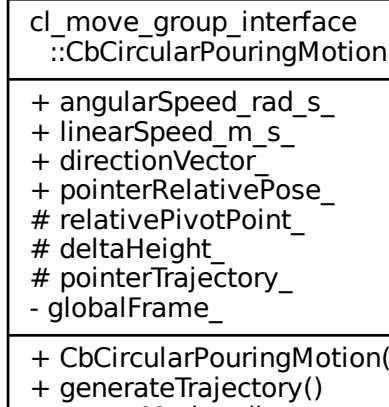 cl_move_group_interface
::CbCircularPouringMotion
+ angularSpeed_rad_s_
+ linearSpeed_m_s_
+ directionVector_
+ pointerRelativePose_
# relativePivotPoint_
# deltaHeight_
# pointerTrajectory_
- globalFrame_
+ CbCircularPouringMotion(
+ generateTrajectory()